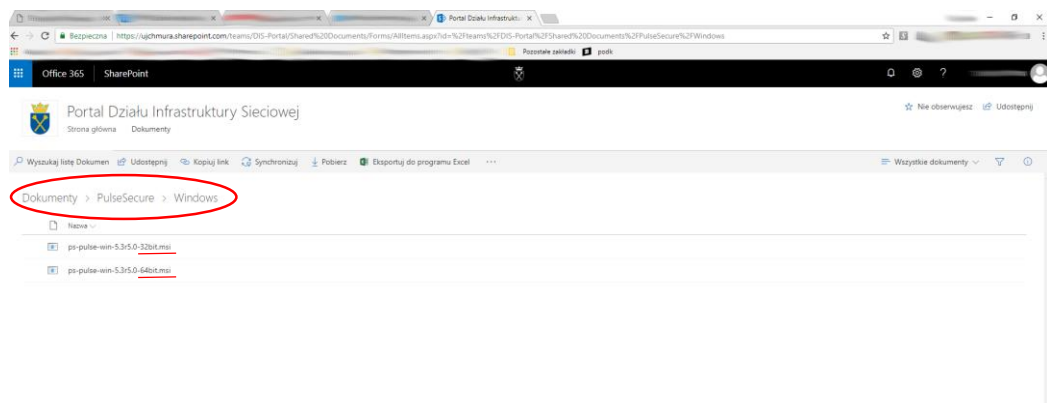 Portal Działu Infrastruktu
Bezpieczna https://ujchmura.sharepoint.com/teams/DIS-Portal/Shared%20Documents/Forms/AllItems.aspx?id=%2Fteams%2FDIS-Portal%2FShared%20Documents%2FPulseSecure%2FWindows
Pozostałe zakładki podk
Office 365 SharePoint ?
Portal Działu Infrastruktury Sieciowej
Nie obserwujesz Udostępnij
Strona główna Dokumenty
Wyszukaj listę Dokumen Udostępnij Kopiuj link Synchronizuj Pobierz Eksportuj do programu Excel ... Wszystkie dokumenty
Dokumenty > PulseSecure > Windows
Nazwa
ps-pulse-win-5.3r5.0-32bit.msi
ps-pulse-win-5.3r5.0-64bit.msi